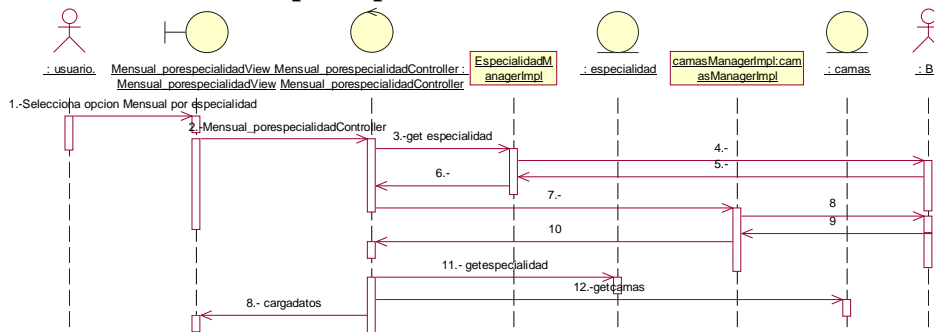 : usuario.
Mensual_porespecialidadView :
Mensual_porespecialidadView
Mensual_porespecialidadController :
Mensual_porespecialidadController
EspecialidadM
anagerImpl
: especialidad
camasManagerImpl:cam
asManagerImpl
: camas
: B
1.-Selecciona opcion Mensual por especialidad
2.-Mensual_porespecialidadController
3.-get especialidad
4.-
5.-
6.-
7.-
8
9
10
11.- getespecialidad
12.-getcamas
8.- cargadatos